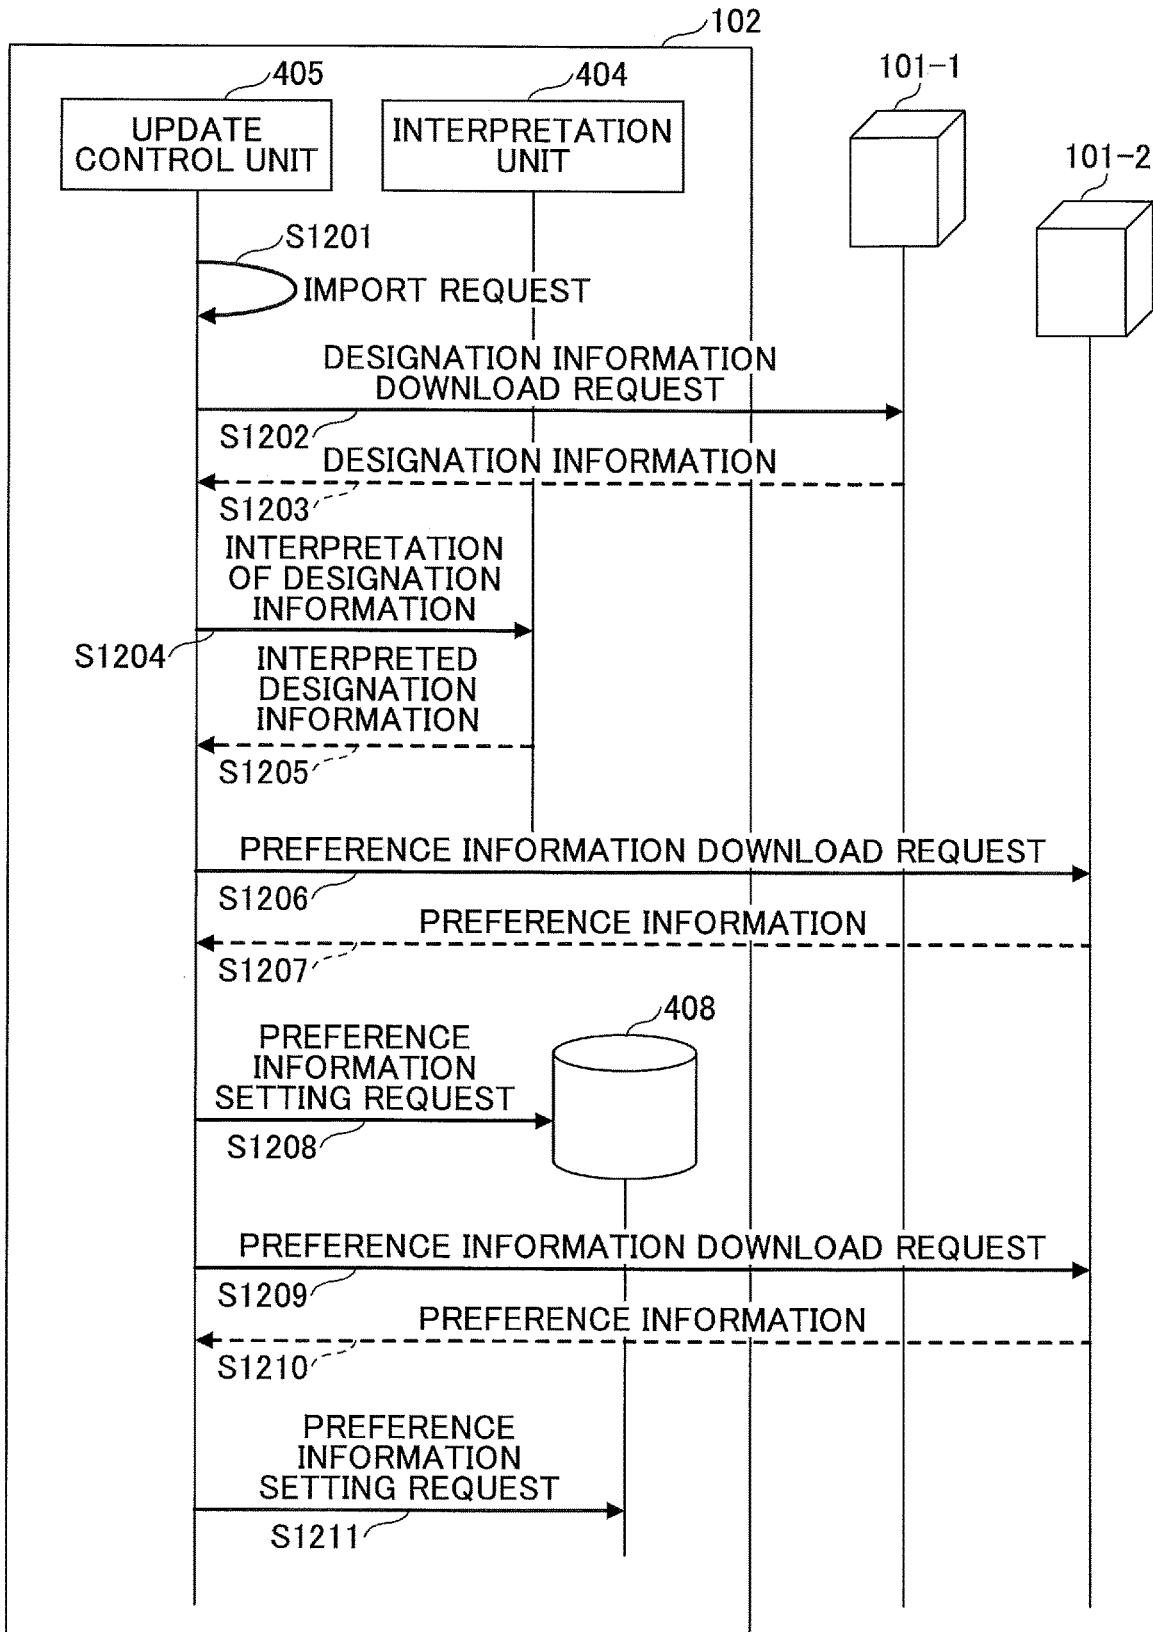 102
405
404
101-1
UPDATE
CONTROL UNIT
INTERPRETATION
UNIT
101-2
S1201
IMPORT REQUEST
DESIGNATION INFORMATION
DOWNLOAD REQUEST
S1202
DESIGNATION INFORMATION
S1203
INTERPRETATION
OF DESIGNATION
INFORMATION
S1204
INTERPRETED
DESIGNATION
INFORMATION
S1205
PREFERENCE INFORMATION DOWNLOAD REQUEST
S1206
PREFERENCE INFORMATION
S1207
408
PREFERENCE
INFORMATION
SETTING REQUEST
S1208
PREFERENCE INFORMATION DOWNLOAD REQUEST
S1209
PREFERENCE INFORMATION
S1210
PREFERENCE
INFORMATION
SETTING REQUEST
S1211